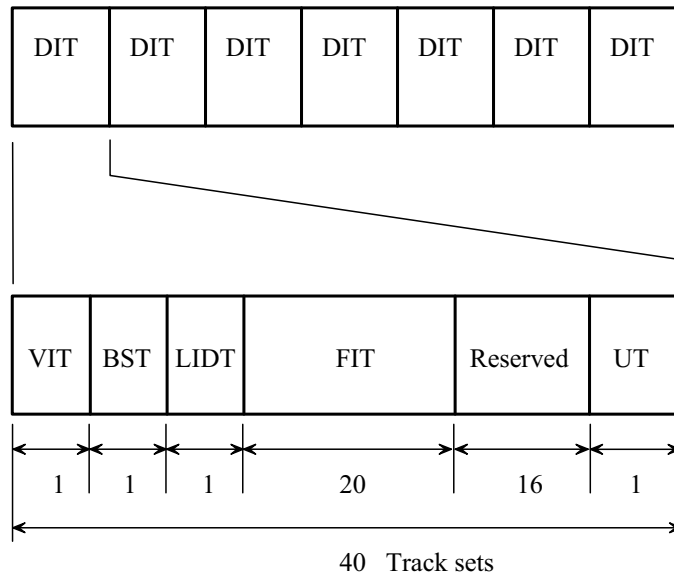 DIT DIT DIT DIT DIT DIT DIT
VIT BST LIDT FIT Reserved UT
1 1 1 20 16 1
40 Track sets